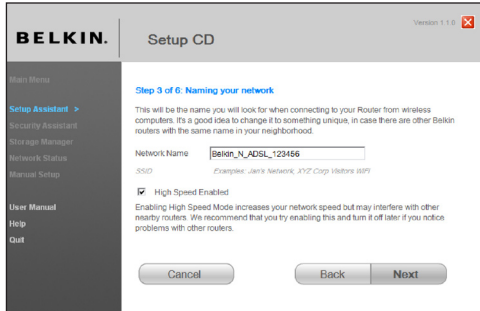 BELKIN.
Setup CD
Version 1.1.0
Main Menu
Setup Assistant >
Security Assistant
Storage Manager
Network Status
Manual Setup
User Manual
Help
Quit
Step 3 of 6: Naming your network
This will be the name you will look for when connecting to your Router from wireless
computers. It's a good idea to change it to something unique, in case there are other Belkin
routers with the same name in your neighborhood.
Network Name
Belkin_N_ADSL_123456
SSID
Examples: Jan's Network, XYZ Corp Visitors WiFi
High Speed Enabled
Enabling High Speed Mode increases your network speed but may interfere with other
nearby routers. We recommend that you try enabling this and turn it off later if you notice
problems with other routers.
Cancel
Back
Next